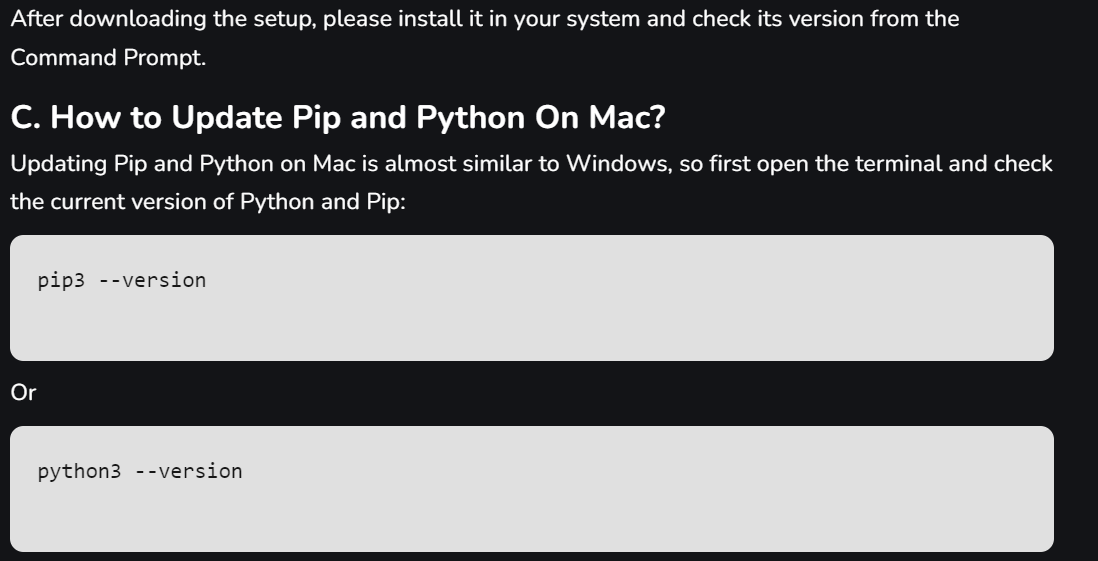 After downloading the setup, please install it in your system and check its version from the
Command Prompt.
C. How to Update Pip and Python On Mac?
Updating Pip and Python on Mac is almost similar to Windows, so first open the terminal and check
the current version of Python and Pip:
pip3 --version
Or
python3 --version